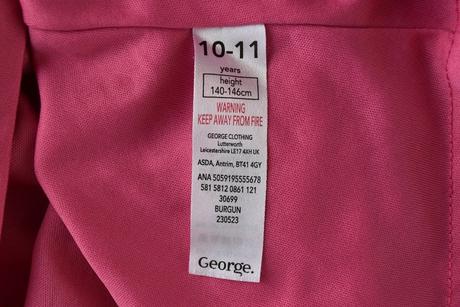 10-11
years
height
140-146cm
WARNING
KEEP AWAY FROM FIRE
GEORGE CLOTHING
Lutterworth
Leicestershire LE17 4XH UK
ASDA, Antrim, BT41 4GY
ANA 5059195555678
581 5812 0861 121
30699
BURGUN
230523
George.